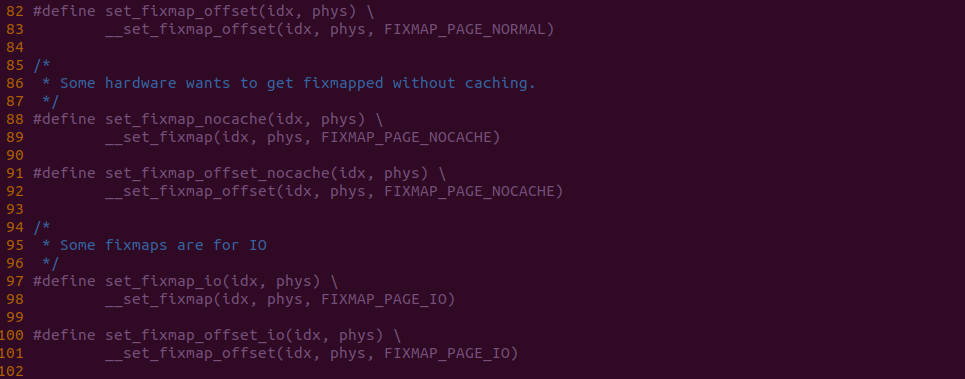 82 #define set_fixmap_offset(idx, phys) \
83         __set_fixmap_offset(idx, phys, FIXMAP_PAGE_NORMAL)
84
85 /*
86  * Some hardware wants to get fixmapped without caching.
87  */
88 #define set_fixmap_nocache(idx, phys) \
89         __set_fixmap(idx, phys, FIXMAP_PAGE_NOCACHE)
90
91 #define set_fixmap_offset_nocache(idx, phys) \
92         __set_fixmap_offset(idx, phys, FIXMAP_PAGE_NOCACHE)
93
94 /*
95  * Some fixmaps are for IO
96  */
97 #define set_fixmap_io(idx, phys) \
98         __set_fixmap(idx, phys, FIXMAP_PAGE_IO)
99
100 #define set_fixmap_offset_io(idx, phys) \
101         __set_fixmap_offset(idx, phys, FIXMAP_PAGE_IO)
102